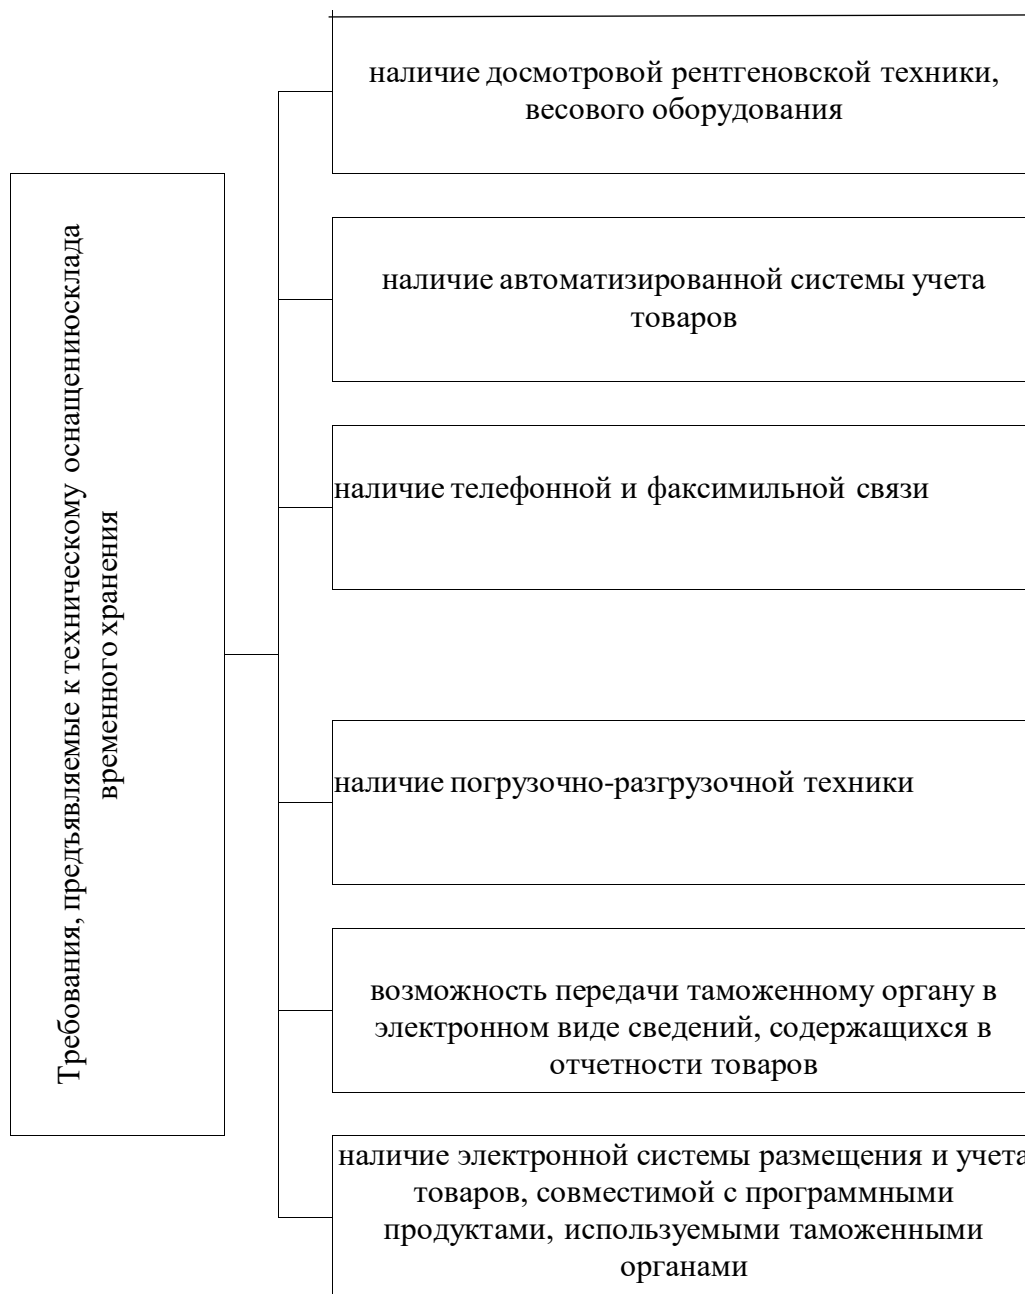 Требования, предъявляемые к техническому оснащениюсклада
временного хранения
наличие досмотровой рентгеновской техники,
весового оборудования
наличие автоматизированной системы учета
товаров
наличие телефонной и факсимильной связи
наличие погрузочно-разгрузочной техники
возможность передачи таможенному органу в
электронном виде сведений, содержащихся в
отчетности товаров
наличие электронной системы размещения и учета
товаров, совместимой с программными
продуктами, используемыми таможенными
органами